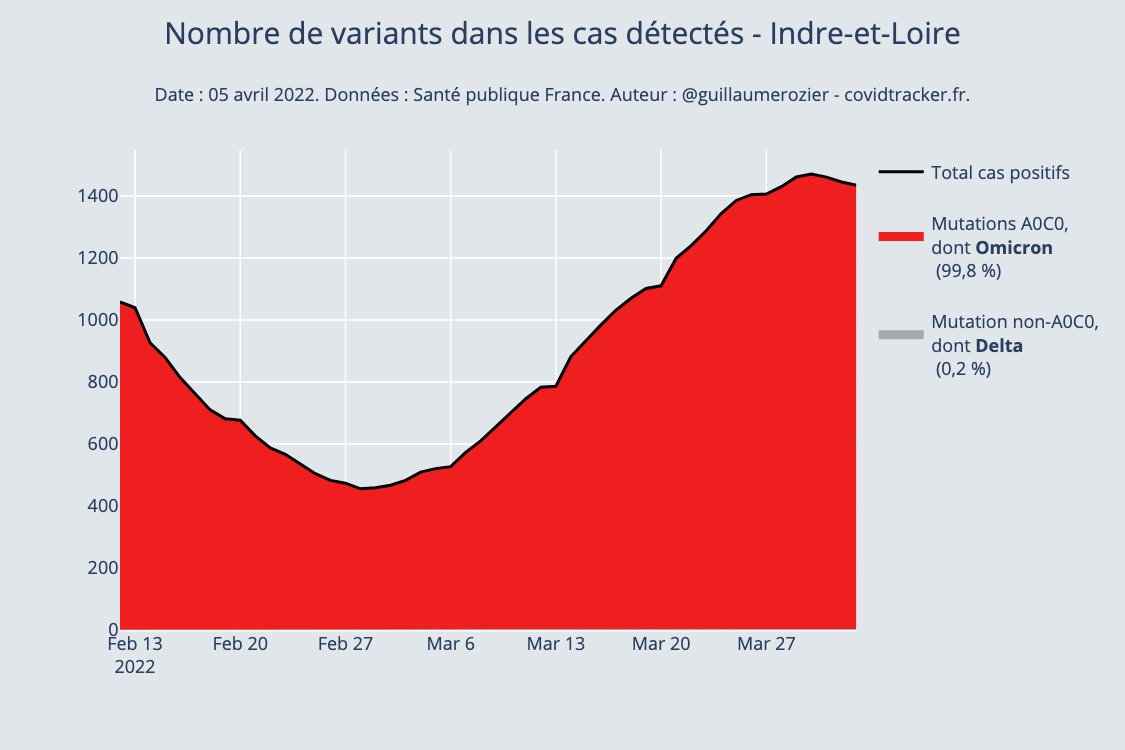 Nombre de variants dans les cas détectés - Indre-et-Loire
Date : 05 avril 2022. Données : Santé publique France. Auteur : @guillaumerozier - covidtracker.fr.
1400
1200
1000
800
600
400
200
0
Feb 13
2022
Feb 20
Feb 27
Mar 6
Mar 13
Mar 20
Mar 27
Total cas positifs
Mutations A0C0,
dont Omicron
(99,8 %)
Mutation non-A0C0,
dont Delta
(0,2 %)